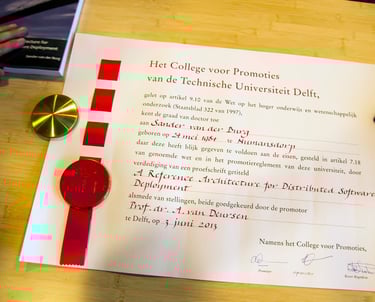 Het College voor Promoties
van de Technische Universiteit Delft,
gelet op artikel 9.10 van de Wet op het hoger onderwijs en wetenschappelijk
onderzoek (Staatsblad 322 van 1997),
kent de graad van doctor toe
aan Sander van der Burg
geboren op 21 mei 1984 te Numansdorp
daar deze heeft blijk gegeven te voldoen aan de eisen, gesteld in artikel 7.18
van genoemde wet en in het promotiereglement van deze universiteit, door
verdediging van een proefschrift getiteld
A Reference Architecture for Distributed Software
Deployment
alsmede van stellingen, beide goedgekeurd door de promotor
Prof. dr. A. van Deursen
te Delft, op 3 juni 2013
Namens het College voor Promoties,